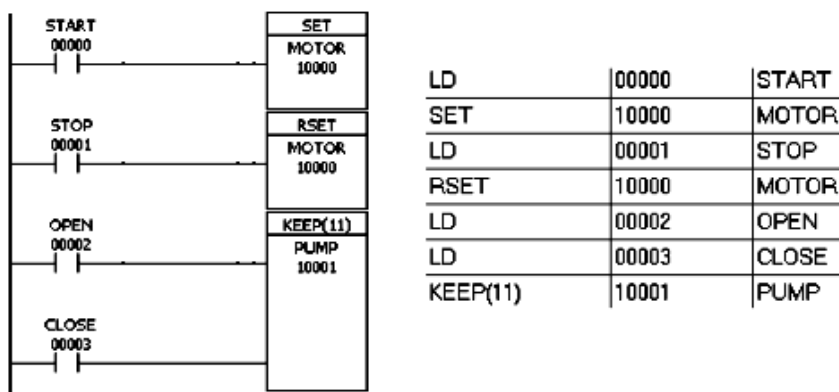 START
00000
SET
MOTOR
10000
STOP
00001
RSET
MOTOR
10000
OPEN
00002
KEEP(11)
PUMP
10001
CLOSE
00003
LD 00000 START
SET 10000 MOTOR
LD 00001 STOP
RSET 10000 MOTOR
LD 00002 OPEN
LD 00003 CLOSE
KEEP(11) 10001 PUMP